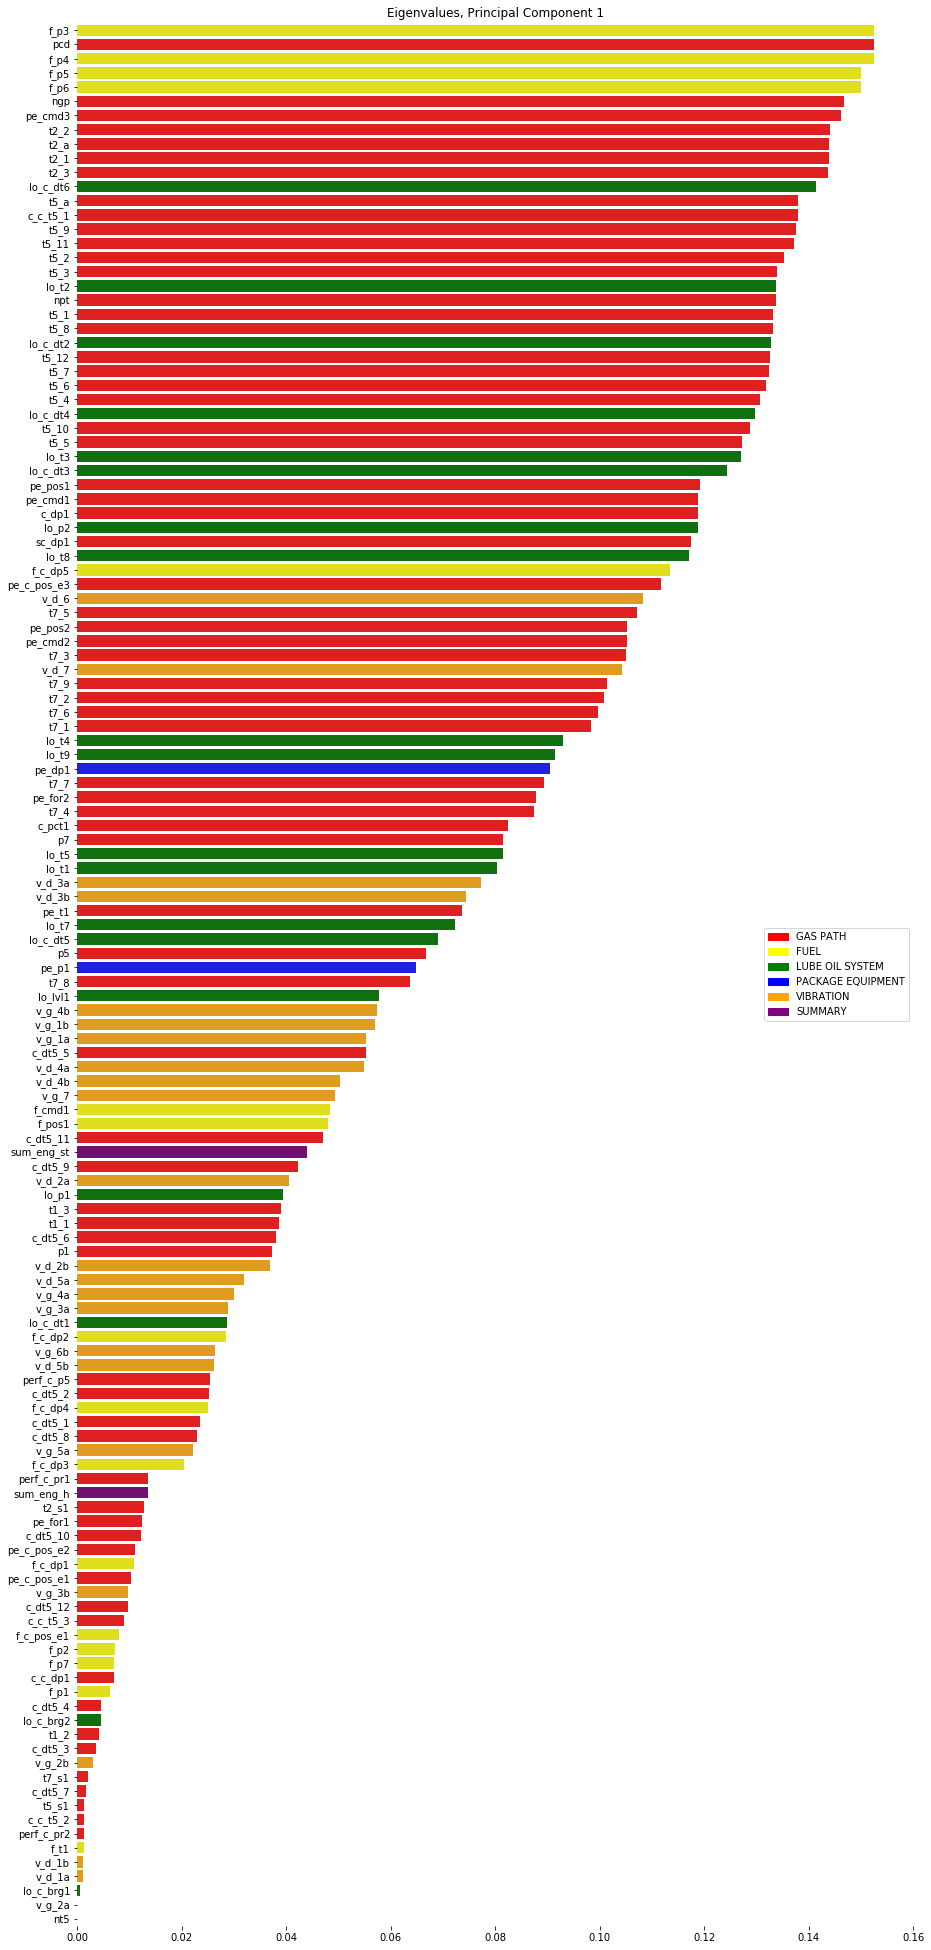 Eigenvalues, Principal Component 1
f_p3
pcd
f_p4
f_p5
f_p6
ngp
pe_cmd3
t2_2
t2_a
t2_1
t2_3
lo_c_dt6
t5_a
c_c_t5_1
t5_9
t5_11
t5_2
t5_3
lo_t2
npt
t5_1
t5_8
lo_c_dt2
t5_12
t5_7
t5_6
t5_4
lo_c_dt4
t5_10
t5_5
lo_t3
lo_c_dt3
pe_pos1
pe_cmd1
c_dp1
lo_p2
sc_dp1
lo_t8
f_c_dp5
pe_c_pos_e3
v_d_6
t7_5
pe_pos2
pe_cmd2
t7_3
v_d_7
t7_9
t7_2
t7_6
t7_1
lo_t4
lo_t9
pe_dp1
t7_7
pe_for2
t7_4
c_pct1
p7
lo_t5
lo_t1
v_d_3a
v_d_3b
pe_t1
lo_t7
lo_c_dt5
p5
pe_p1
t7_8
lo_lvl1
v_g_4b
v_g_1b
v_g_1a
c_dt5_5
v_d_4a
v_d_4b
v_g_7
f_cmd1
f_pos1
c_dt5_11
sum_eng_st
c_dt5_9
v_d_2a
lo_p1
t1_3
t1_1
c_dt5_6
p1
v_d_2b
v_d_5a
v_g_4a
v_g_3a
lo_c_dt1
f_c_dp2
v_g_6b
v_d_5b
perf_c_p5
c_dt5_2
f_c_dp4
c_dt5_1
c_dt5_8
v_g_5a
f_c_dp3
perf_c_pr1
sum_eng_h
t2_s1
pe_for1
c_dt5_10
pe_c_pos_e2
f_c_dp1
pe_c_pos_e1
v_g_3b
c_dt5_12
c_c_t5_3
f_c_pos_e1
f_p2
f_p7
c_c_dp1
f_p1
c_dt5_4
lo_c_brg2
t1_2
c_dt5_3
v_g_2b
t7_s1
c_dt5_7
t5_s1
c_c_t5_2
perf_c_pr2
f_t1
v_d_1b
v_d_1a
lo_c_brg1
v_g_2a
nt5
GAS PATH
FUEL
LUBE OIL SYSTEM
PACKAGE EQUIPMENT
VIBRATION
SUMMARY
0.00 0.02 0.04 0.06 0.08 0.10 0.12 0.14 0.16